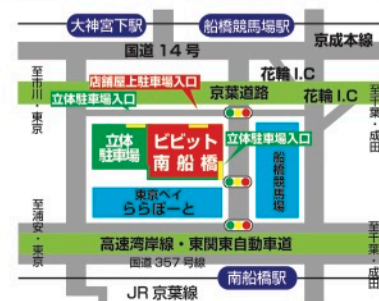 大神宮下駅
船橋競馬場駅
国道14号
京成本線
至市川・東京
店舗屋上駐車場入口
立体駐車場入口
京葉道路
花輪I.C
花輪I.C
至千葉・成田
立体
駐車場
ビビット
南船橋
立体駐車場入口
船橋競馬場
東京ベイ
ららぽーと
至浦安・東京
高速湾岸線・東関東自動車道
国道357号線
至千葉・成田
南船橋駅
JR京葉線